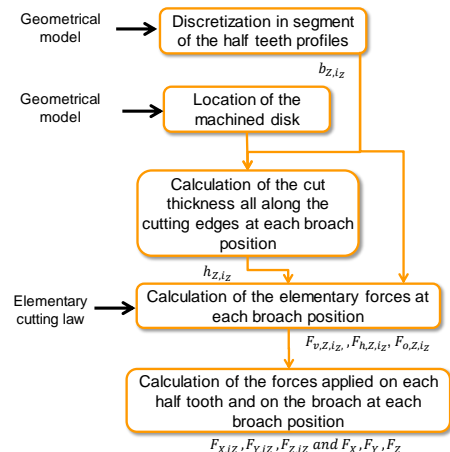 Geometrical
model
Discretization in segment
of the half teeth profiles
b_{Z,i_Z}
Geometrical
model
Location of the
machined disk
Calculation of the cut
thickness all along the
cutting edges at each broach
position
h_{Z,i_Z}
Elementary
cutting law
Calculation of the elementary forces at
each broach position
F_{v,Z,i_Z}, ,F_{h,Z,i_Z}, F_{o,Z,i_Z}
Calculation of the forces applied on each
half tooth and on the broach at each
broach position
F_{X,iZ} ,F_{Y,iZ} ,F_{Z,iZ} and F_X ,F_Y ,F_Z